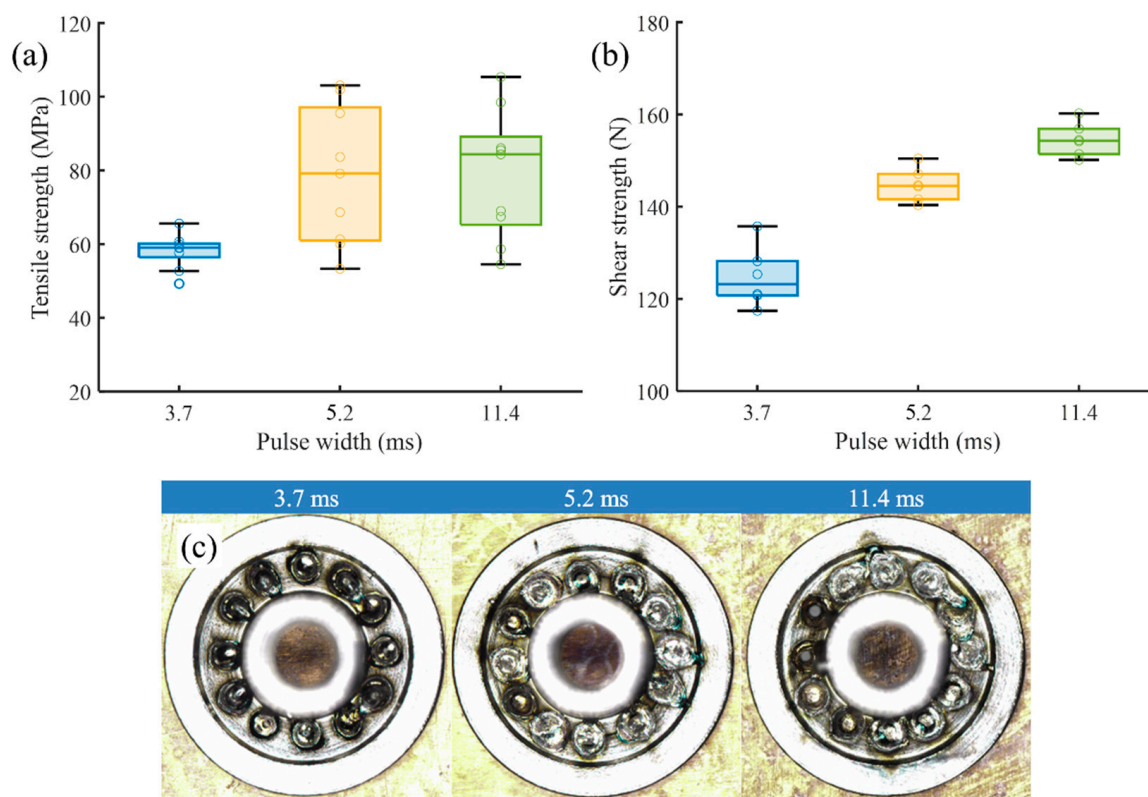 (a)
Tensile strength (MPa)
120
100
80
60
40
20
3.7
5.2
11.4
Pulse width (ms)
(b)
Shear strength (N)
180
160
140
120
100
3.7
5.2
11.4
Pulse width (ms)
3.7 ms
5.2 ms
11.4 ms
(c)